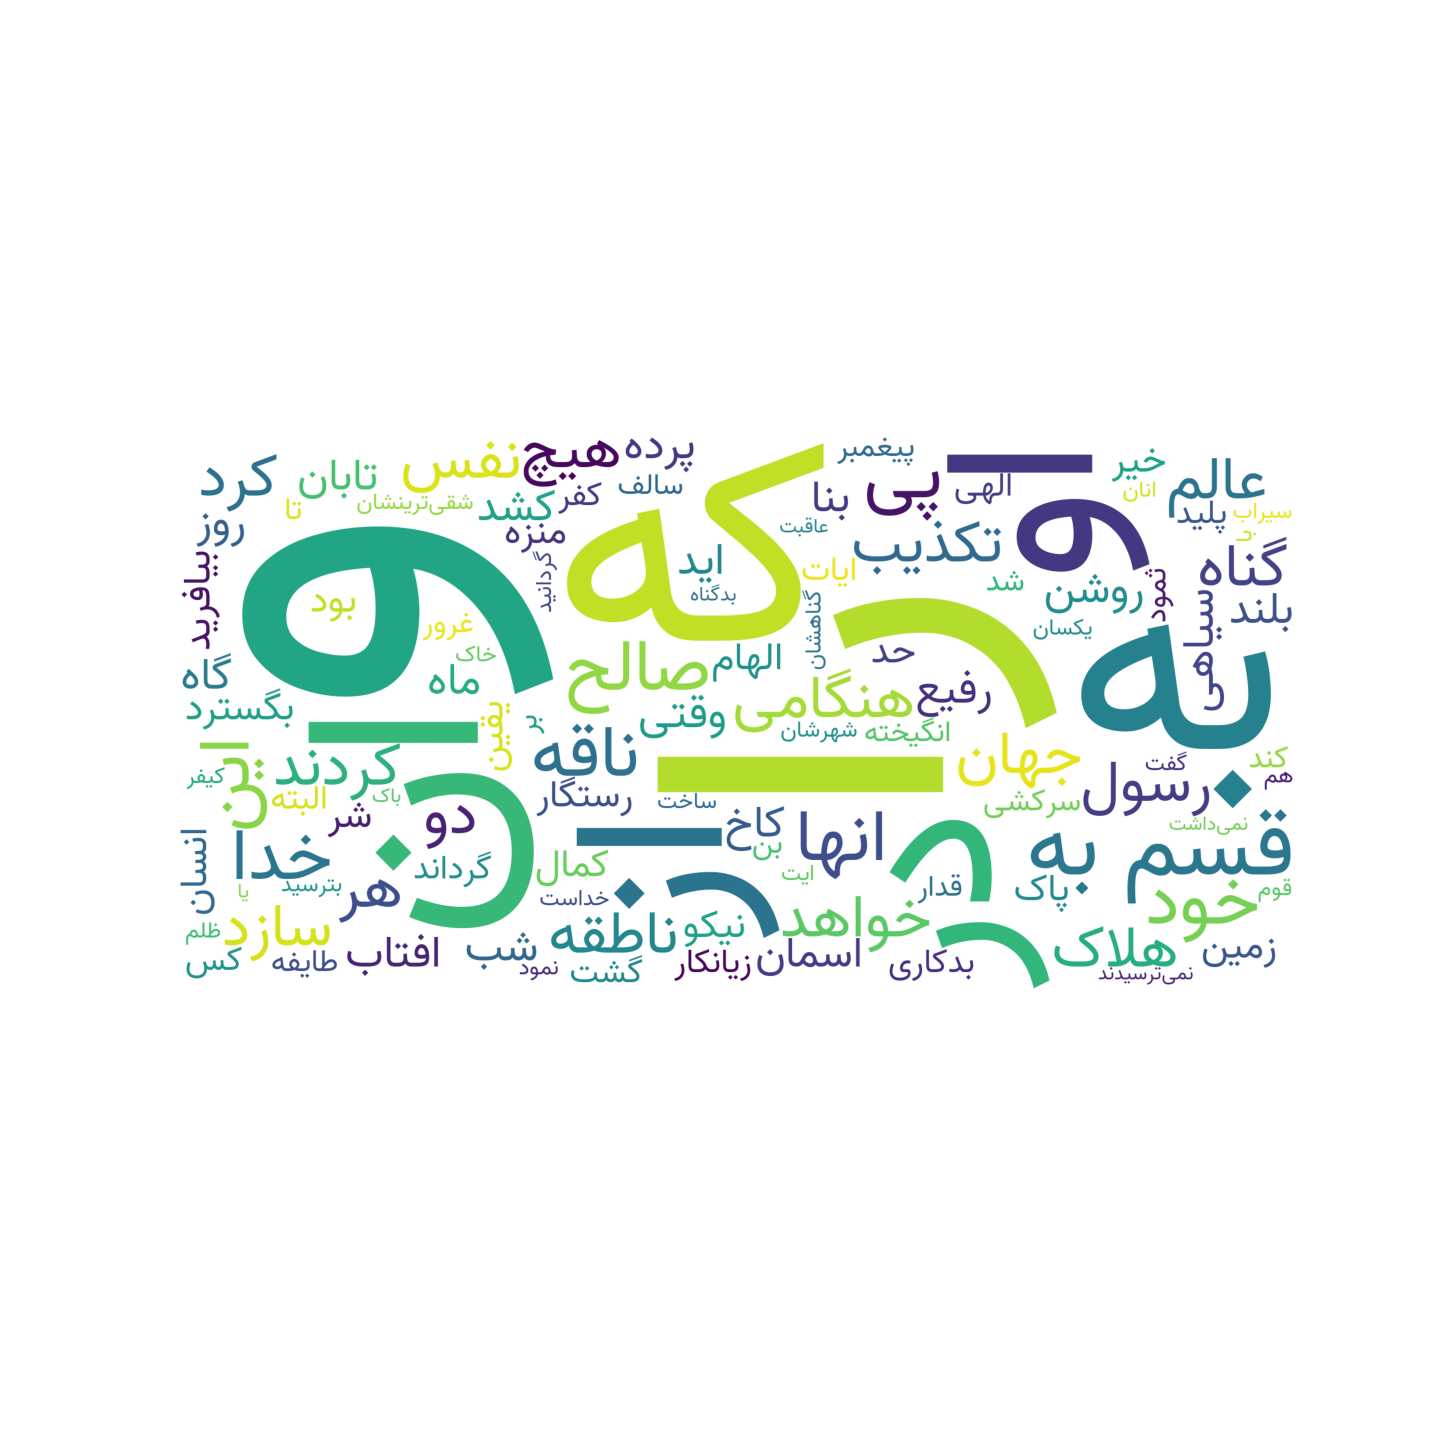 که
و
به
را
از
در
او
را
آن
قسم به
خود
صالح
ناقه
ناطقه
خدا
هنگامی
جهان
رسول
انها
خواهد
هلاک
تکذیب
عالم
گناه
نفس
هیچ
پی
کرد
کردند
این
سازد
هر
دو
پرده
پیغمبر
الهی
خیر
انان
سیراب
پلید
بلند
سیاهی
ثمود
روشن
شد
یکسان
بنا
عاقبت
ایات
گناهشان
سالف
کفر
کشد
منزه
گردانید
شقی‌ترینشان
تابان
تا
روز
بیافرید
بود
غرور
خاک
ماه
گاه
بگسترد
یقین
بر
اید
بدگناه
الهام
وقتی
حد
رفیع
انگیخته
شهرشان
کیفر
البته
باک
شر
رستگار
ساخت
کاخ
بن
ایت
گفت
کند
هم
سرکشی
نمی‌داشت
انسان
یا
بترسید
گرداند
کمال
خداست
قدار
پاک
قوم
ظلم
کس
طایفه
افتاب
شب
نمود
گشت
نیکو
زیانکار
اسمان
بدکاری
نمی‌ترسیدند
زمین